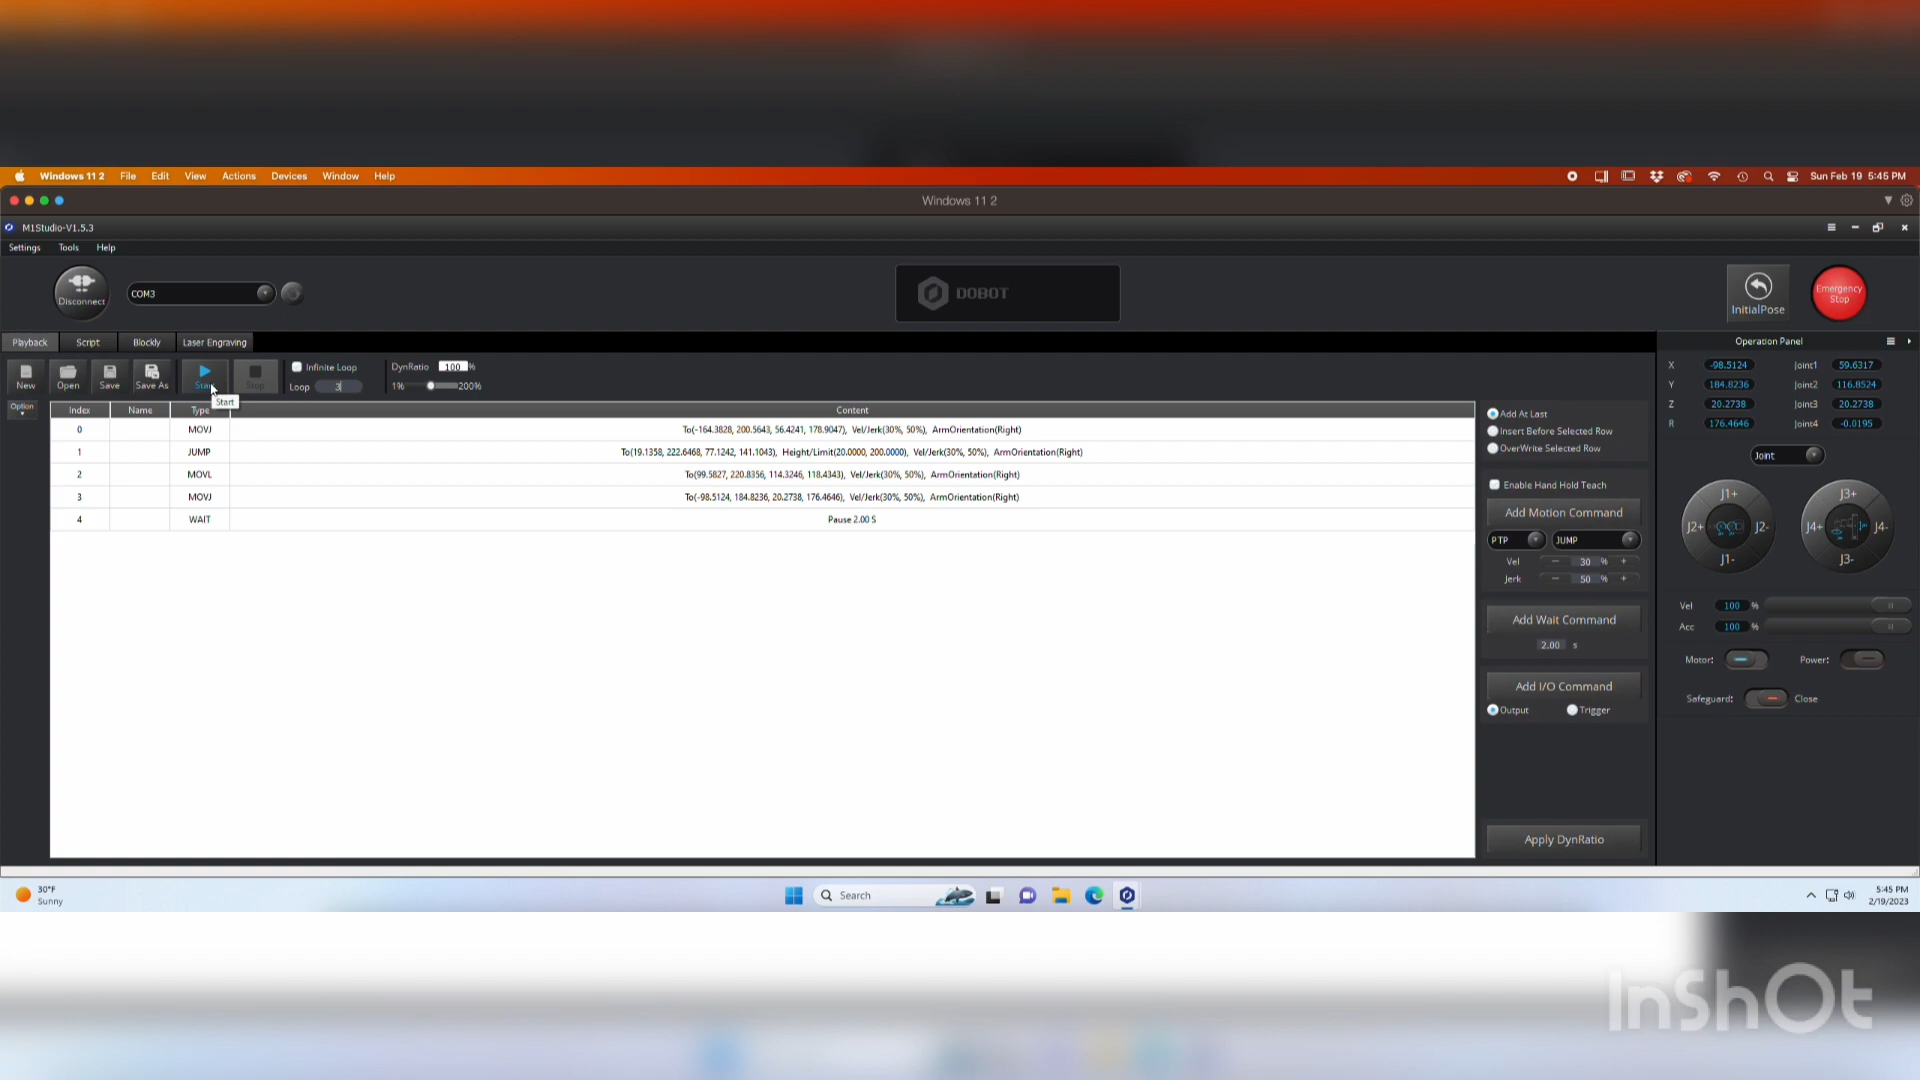 Windows 11 2 File Edit View Actions Devices Window Help Sun Feb 19 5:45 PM
Windows 11 2
M1Studio-V1.5.3
Settings Tools Help
Disconnect COM3 DOBOT InitialPose Emergency Stop
Playback Script Blockly Laser Engraving Operation Panel
New Open Save Save As Start Stop
Infinite Loop DynRatio 100 %
Loop 3 1% 200%
Start
Option
Index Name Type Content
0 MOVJ To(-164.3828, 200.5643, 56.4241, 178.9047), Vel/Jerk(30%, 50%), ArmOrientation(Right)
1 JUMP To(19.1358, 222.6468, 77.1242, 141.1043), Height/Limit(20.0000, 200.0000), Vel/Jerk(30%, 50%), ArmOrientation(Right)
2 MOVL To(99.5827, 220.8356, 114.3246, 118.4343), Vel/Jerk(30%, 50%), ArmOrientation(Right)
3 MOVJ To(-98.5124, 184.8236, 20.2738, 176.4646), Vel/Jerk(30%, 50%), ArmOrientation(Right)
4 WAIT Pause 2.00 S
Add At Last
Insert Before Selected Row
OverWrite Selected Row
Enable Hand Hold Teach
Add Motion Command
PTP JUMP
Vel − 30 % +
Jerk − 50 % +
Add Wait Command
2.00 s
Add I/O Command
Output Trigger
Apply DynRatio
X -98.5124 Joint1 59.6317
Y 184.8236 Joint2 116.8524
Z 20.2738 Joint3 20.2738
R 176.4646 Joint4 -0.0195
Joint
J1+ J3+
J2+ J2- J4+ J4-
J1- J3-
Vel 100 %
Acc 100 %
Motor: Power:
Safeguard: Close
30°F
Sunny
Search
5:45 PM
2/19/2023
InShOt